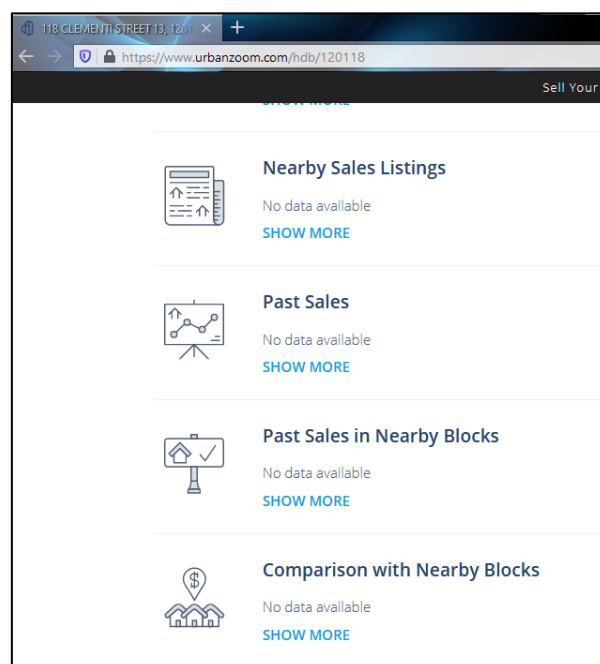 118 CLEMENTI STREET 13, 1201
https://www.urbanzoom.com/hdb/120118
Sell Your
SHOW MORE
Nearby Sales Listings
No data available
SHOW MORE
Past Sales
No data available
SHOW MORE
Past Sales in Nearby Blocks
No data available
SHOW MORE
Comparison with Nearby Blocks
No data available
SHOW MORE